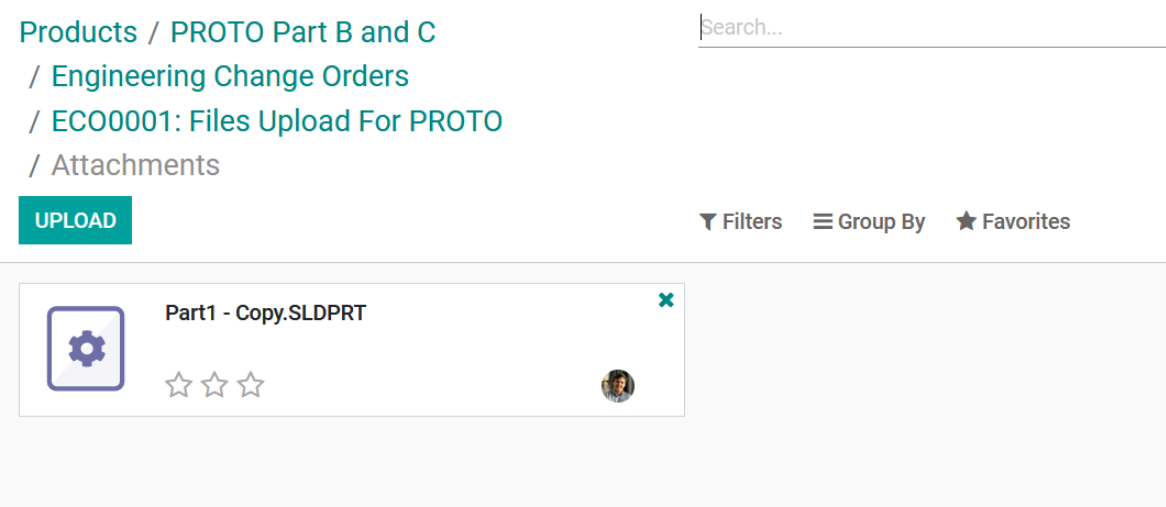 Products / PROTO Part B and C
/ Engineering Change Orders
/ ECO0001: Files Upload For PROTO
/ Attachments
Search...
UPLOAD
Filters Group By Favorites
Part1 - Copy.SLDPRT